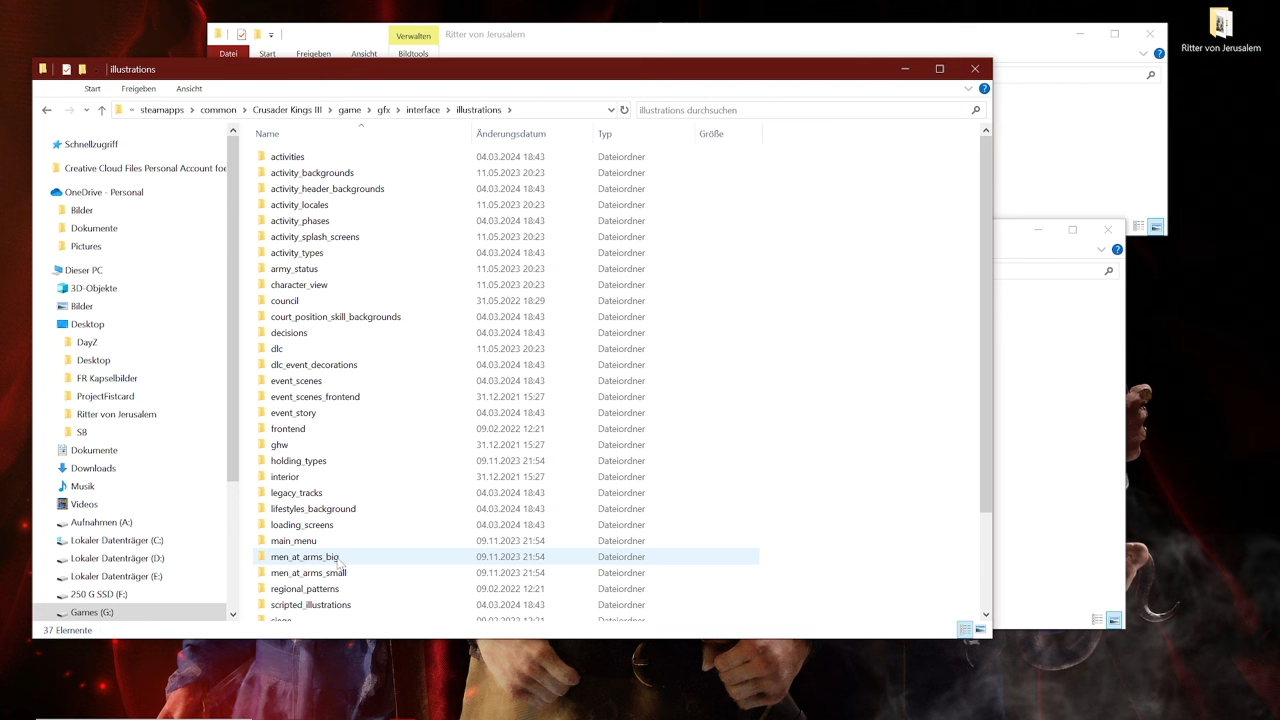 Verwalten
Ritter von Jerusalem
Datei
Start
Freigeben
Ansicht
Bildtools
Ritter von Jerusalem
illustrations
Start
Freigeben
Ansicht
« steamapps > common > Crusader Kings III > game > gfx > interface > illustrations >
illustrations durchsuchen
Name
Änderungsdatum
Typ
Größe
Schnellzugriff
Creative Cloud Files Personal Account foe
OneDrive - Personal
Bilder
Dokumente
Pictures
Dieser PC
3D-Objekte
Bilder
Desktop
DayZ
Desktop
FR Kapselbilder
ProjectFistcard
Ritter von Jerusalem
SB
Dokumente
Downloads
Musik
Videos
Aufnahmen (A:)
Lokaler Datenträger (C:)
Lokaler Datenträger (D:)
Lokaler Datenträger (E:)
250 G SSD (F:)
Games (G:)
activities 04.03.2024 18:43 Dateiordner
activity_backgrounds 11.05.2023 20:23 Dateiordner
activity_header_backgrounds 04.03.2024 18:43 Dateiordner
activity_locales 11.05.2023 20:23 Dateiordner
activity_phases 04.03.2024 18:43 Dateiordner
activity_splash_screens 11.05.2023 20:23 Dateiordner
activity_types 04.03.2024 18:43 Dateiordner
army_status 11.05.2023 20:23 Dateiordner
character_view 11.05.2023 20:23 Dateiordner
council 31.05.2022 18:29 Dateiordner
court_position_skill_backgrounds 04.03.2024 18:43 Dateiordner
decisions 04.03.2024 18:43 Dateiordner
dlc 11.05.2023 20:23 Dateiordner
dlc_event_decorations 04.03.2024 18:43 Dateiordner
event_scenes 04.03.2024 18:43 Dateiordner
event_scenes_frontend 31.12.2021 15:27 Dateiordner
event_story 04.03.2024 18:43 Dateiordner
frontend 09.02.2022 12:21 Dateiordner
ghw 31.12.2021 15:27 Dateiordner
holding_types 09.11.2023 21:54 Dateiordner
interior 31.12.2021 15:27 Dateiordner
legacy_tracks 04.03.2024 18:43 Dateiordner
lifestyles_background 04.03.2024 18:43 Dateiordner
loading_screens 04.03.2024 18:43 Dateiordner
main_menu 09.11.2023 21:54 Dateiordner
men_at_arms_big 09.11.2023 21:54 Dateiordner
men_at_arms_small 09.11.2023 21:54 Dateiordner
regional_patterns 09.02.2022 12:21 Dateiordner
scripted_illustrations 04.03.2024 18:43 Dateiordner
siege 09.02.2022 12:21 Dateiordner
37 Elemente